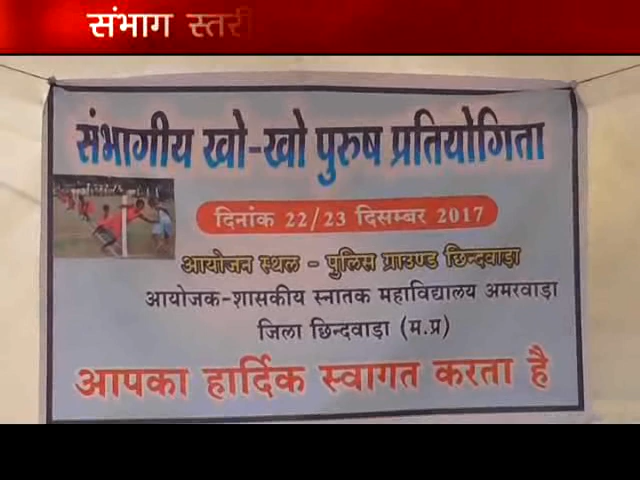 संभाग स्तरी
संभागीय खो-खो पुरुष प्रतियोगिता
दिनांक 22/23 दिसम्बर 2017
आयोजन स्थल - पुलिस ग्राउण्ड छिन्दवाड़ा
आयोजक-शासकीय स्नातक महाविद्यालय अमरवाड़ा
जिला छिन्दवाड़ा (म.प्र)
आपका हार्दिक स्वागत करता है